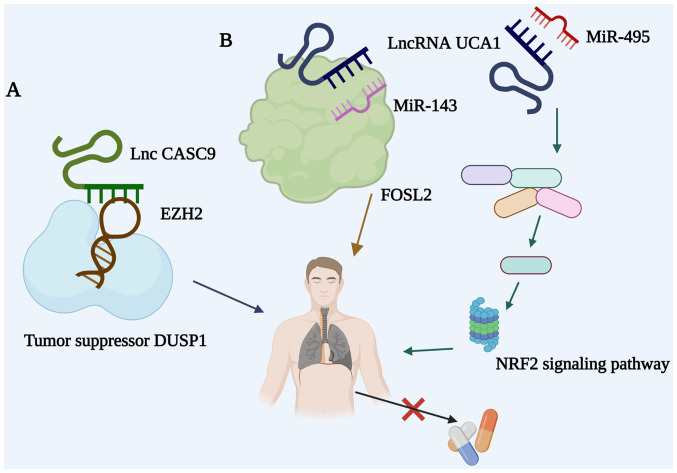 A
Lnc CASC9
EZH2
Tumor suppressor DUSP1
B
LncRNA UCA1
MiR-143
FOSL2
MiR-495
NRF2 signaling pathway